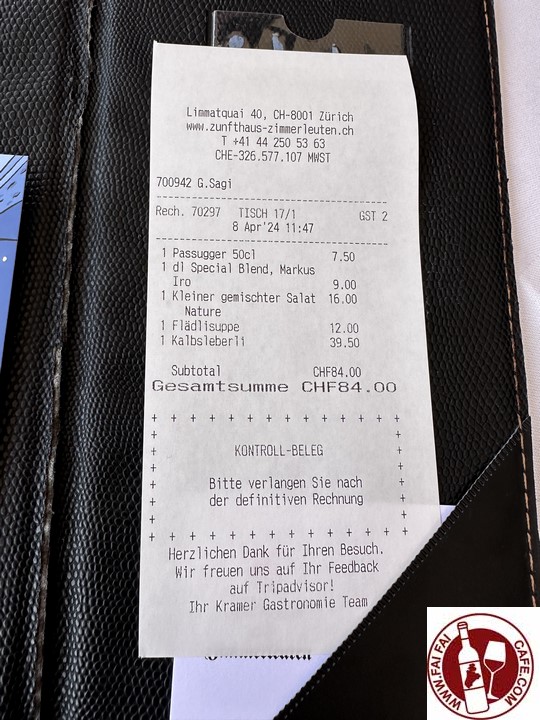 Limmatquai 40, CH-8001 Zürich
www.zunfthaus-zimmerleuten.ch
T +41 44 250 53 63
CHE-326.577.107 MWST
700942 G.Sagi
Rech. 70297 TISCH 17/1 GST 2
8 Apr'24 11:47
1 Passugger 50cl 7.50
1 dl Special Blend, Markus
Iro 9.00
1 Kleiner gemischter Salat 16.00
Nature
1 Flädlisuppe 12.00
1 Kalbsleberli 39.50
Subtotal CHF84.00
Gesamtsumme CHF84.00
+ + + + + + + + + + + + + +
KONTROLL-BELEG
Bitte verlangen Sie nach
der definitiven Rechnung
+ + + + + + + + + + + + + +
Herzlichen Dank für Ihren Besuch.
Wir freuen uns auf Ihr Feedback
auf Tripadvisor!
Ihr Kramer Gastronomie Team
WWW.FAIFAICAFE.COM